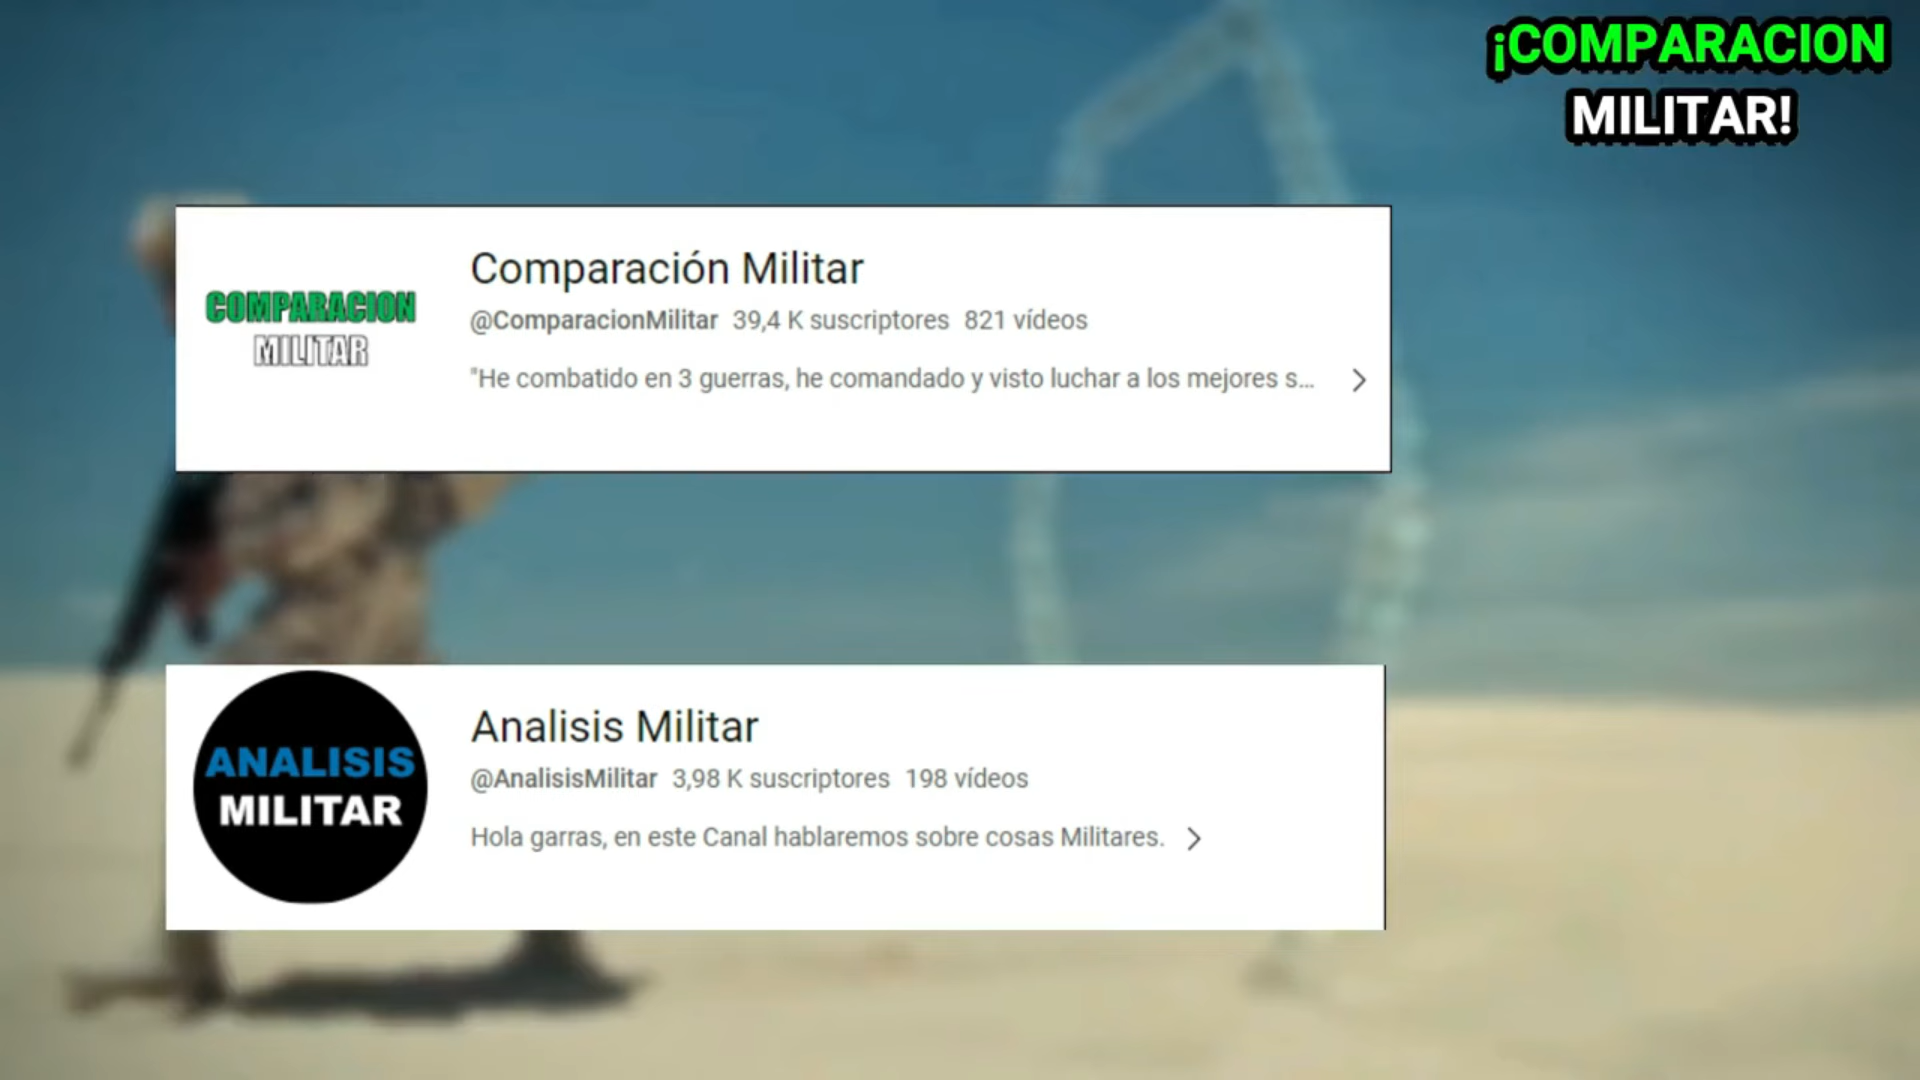 ¡COMPARACION
MILITAR!
COMPARACION
MILITAR
Comparación Militar
@ComparacionMilitar 39,4 K suscriptores 821 vídeos
"He combatido en 3 guerras, he comandado y visto luchar a los mejores s...
ANALISIS
MILITAR
Analisis Militar
@AnalisisMilitar 3,98 K suscriptores 198 vídeos
Hola garras, en este Canal hablaremos sobre cosas Militares.